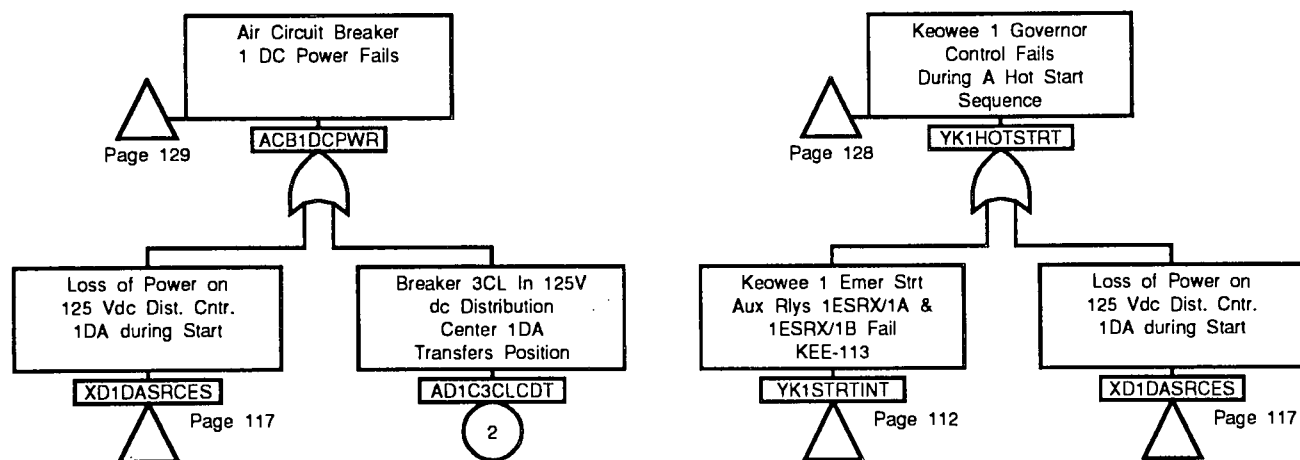 Air Circuit Breaker
1 DC Power Fails
Page 129
ACB1DCPWR
Loss of Power on
125 Vdc Dist. Cntr.
1DA during Start
XD1DASRCES
Page 117
Breaker 3CL In 125V
dc Distribution
Center 1DA
Transfers Position
AD1C3CLCDT
2
Keowee 1 Governor
Control Fails
During A Hot Start
Sequence
Page 128
YK1HOTSTRT
Keowee 1 Emer Strt
Aux Rlys 1ESRX/1A &
1ESRX/1B Fail
KEE-113
YK1STRTINT
Page 112
Loss of Power on
125 Vdc Dist. Cntr.
1DA during Start
XD1DASRCES
Page 117